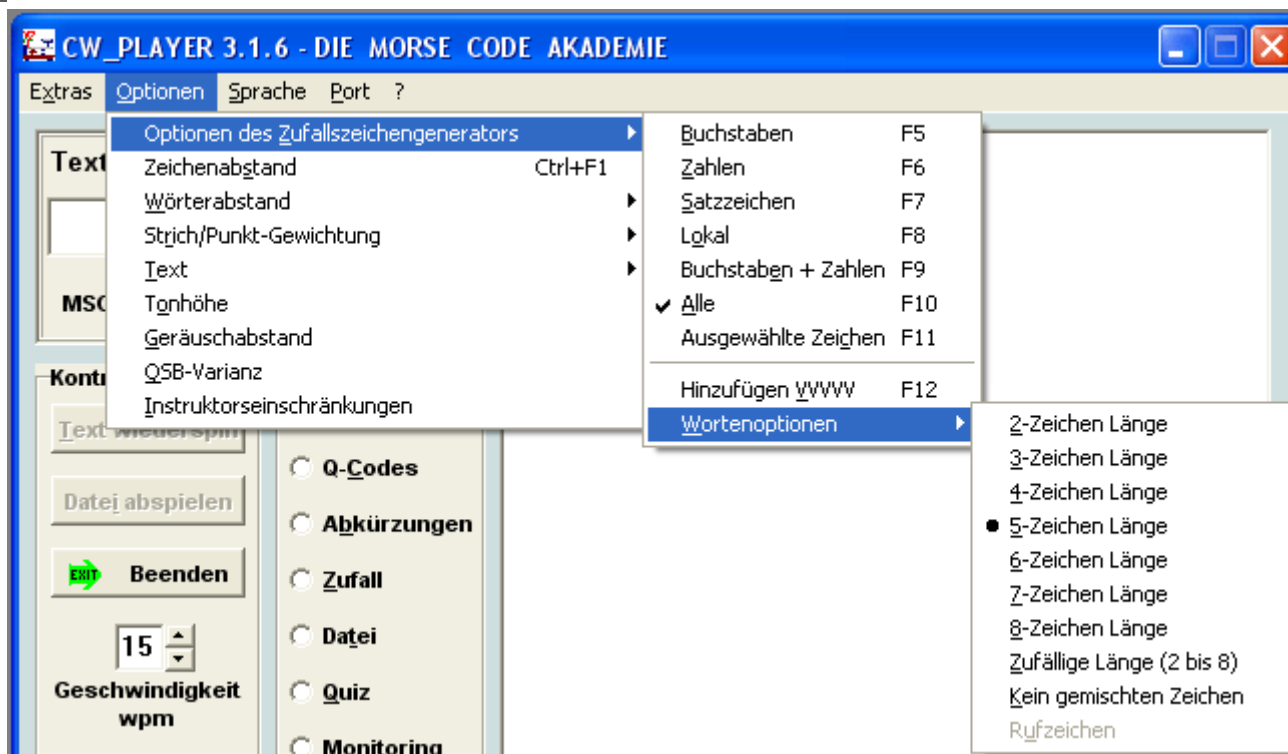 CW_PLAYER 3.1.6 - DIE MORSE CODE AKADEMIE
Extras Optionen Sprache Port ?
Optionen des Zufallszeichengenerators
Zeichenabstand Ctrl+F1
Wörterabstand
Strich/Punkt-Gewichtung
Text
Tonhöhe
Geräuschabstand
QSB-Varianz
Instruktorseinschränkungen
Buchstaben F5
Zahlen F6
Satzzeichen F7
Lokal F8
Buchstaben + Zahlen F9
Alle F10
Ausgewählte Zeichen F11
Hinzufügen VVVVV F12
Wortenoptionen
2-Zeichen Länge
3-Zeichen Länge
4-Zeichen Länge
5-Zeichen Länge
6-Zeichen Länge
7-Zeichen Länge
8-Zeichen Länge
Zufällige Länge (2 bis 8)
Kein gemischten Zeichen
Rufzeichen
Text
Text wiederspin
Datei abspielen
EXIT Beenden
15
Geschwindigkeit
wpm
Q-Codes
Abkürzungen
Zufall
Datei
Quiz
Monitoring